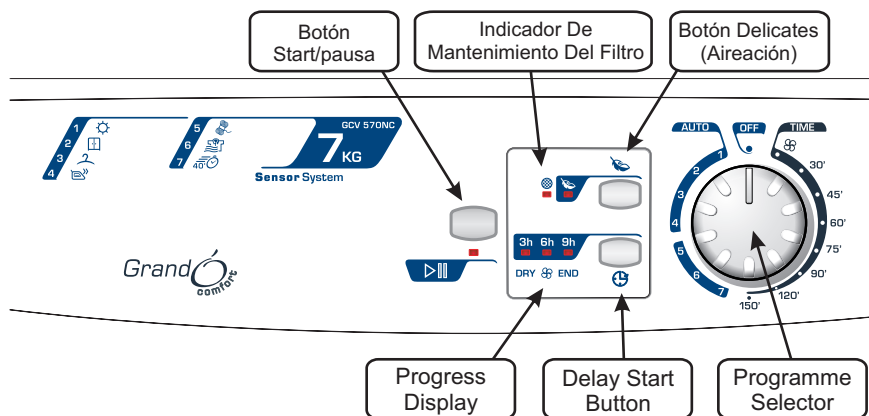 Botón
Start/pausa
Indicador De
Mantenimiento Del Filtro
Botón Delicates
(Aireación)
1
2
3
4
5
6
7
40'
GCV 570NC
7 KG
Sensor System
AUTO
OFF
TIME
1
2
3
4
5
6
7
30'
45'
60'
75'
90'
120'
150'
3h 6h 9h
DRY END
Grand Ó
comfort
Progress
Display
Delay Start
Button
Programme
Selector